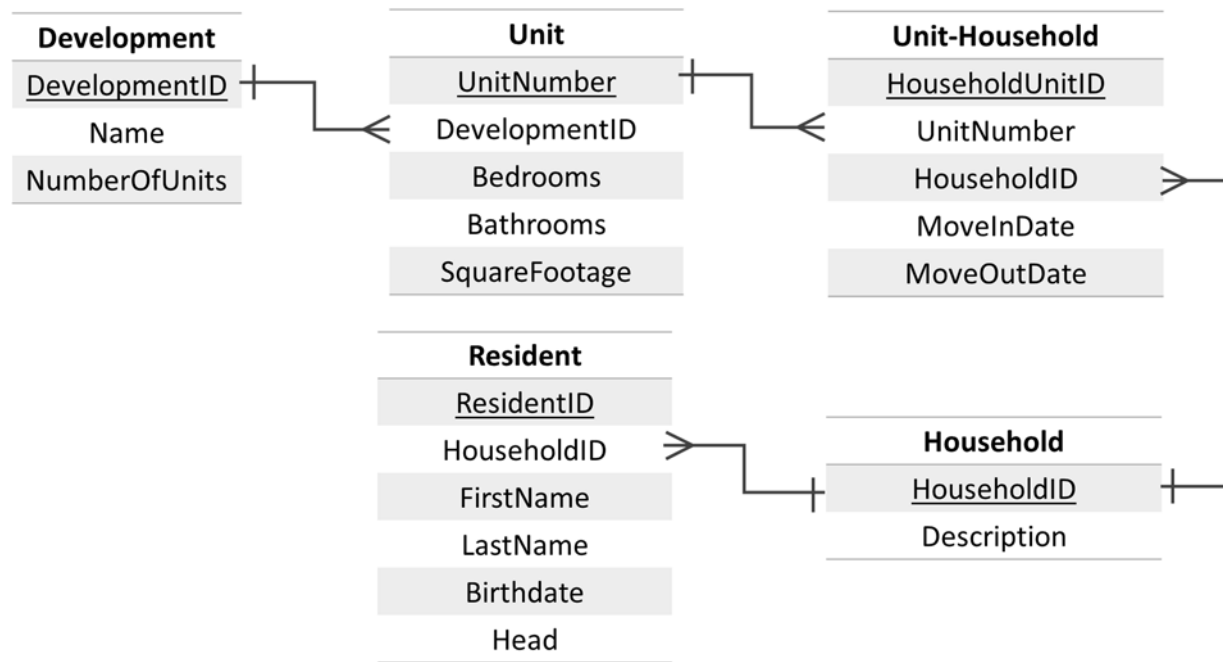 Development
DevelopmentID
Name
NumberOfUnits
Unit
UnitNumber
DevelopmentID
Bedrooms
Bathrooms
SquareFootage
Unit-Household
HouseholdUnitID
UnitNumber
HouseholdID
MoveInDate
MoveOutDate
Resident
ResidentID
HouseholdID
FirstName
LastName
Birthdate
Head
Household
HouseholdID
Description